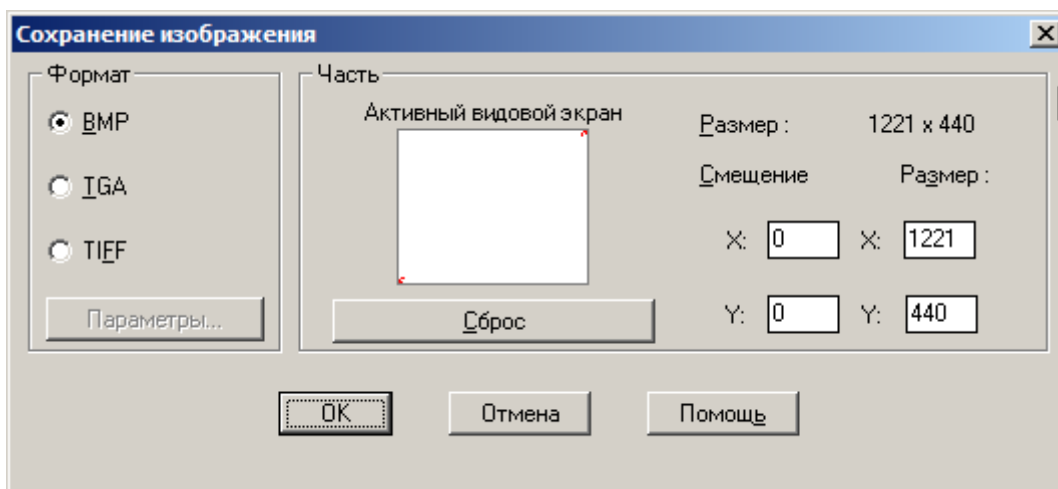 Сохранение изображения
Формат
BMP
TGA
TIFF
Параметры...
Часть
Активный видовой экран
Сброс
Размер : 1221 x 440
Смещение Размер :
X: 0 X: 1221
Y: 0 Y: 440
OK Отмена Помощь